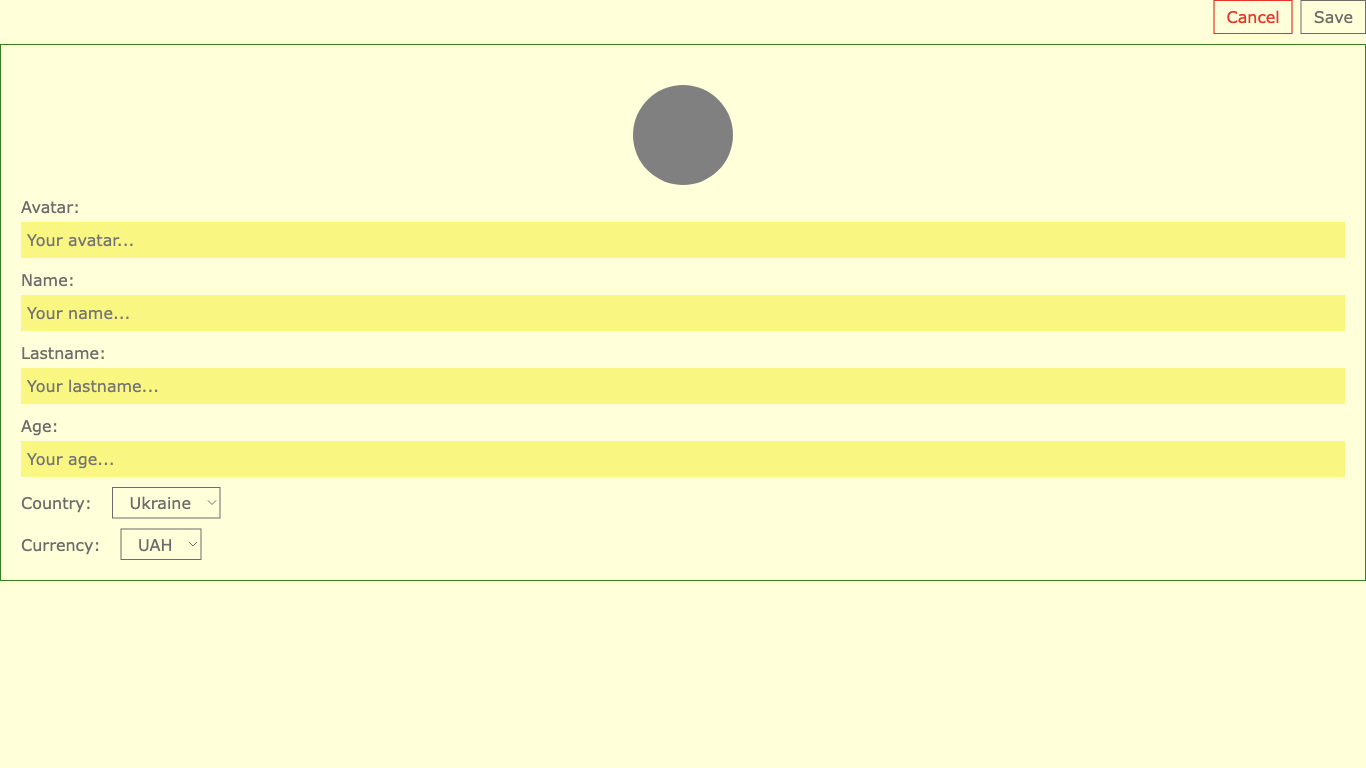 Cancel Save
Avatar:
Your avatar...
Name:
Your name...
Lastname:
Your lastname...
Age:
Your age...
Country: Ukraine
Currency: UAH